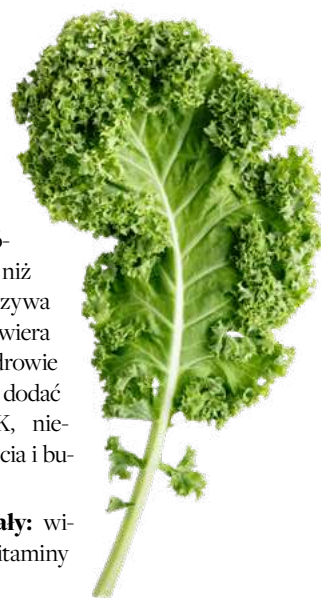 o-
niż
zywa
wiera
drowie
dodać
K, nie-
cia i bu-
ały: wi-
itaminy